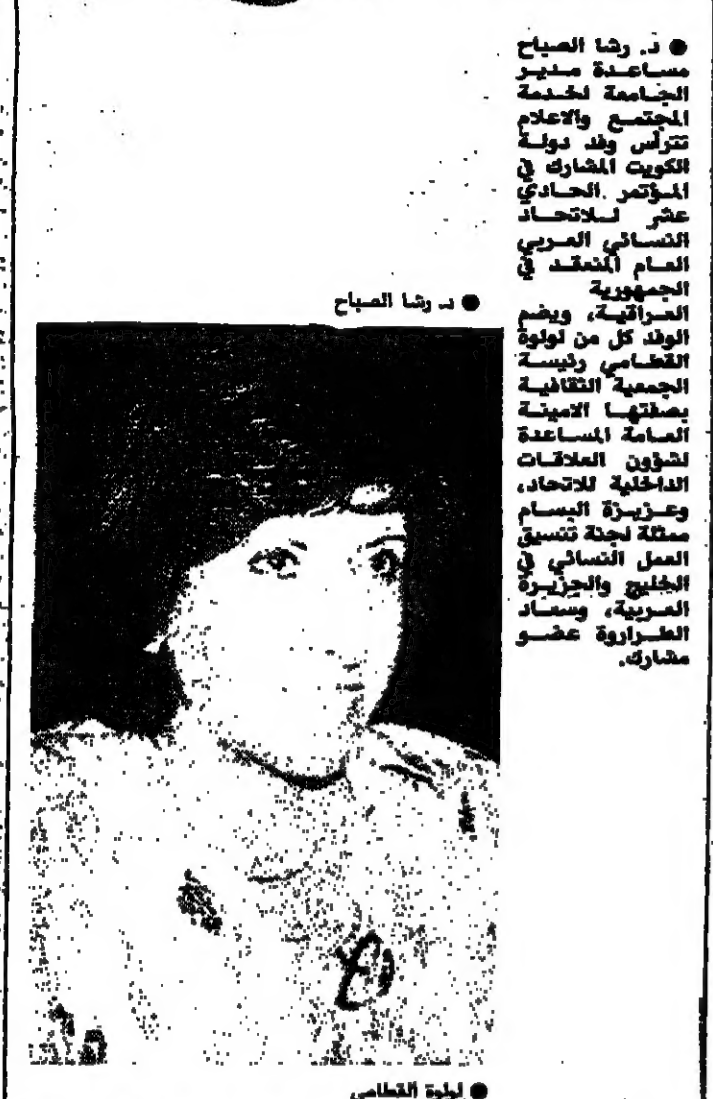 ● د. رشا الصباح
مساعدة مدير
الجامعة لخدمة
المجتمع والاعلام
تترأس وفد دولة
الكويت المشارك في
المؤتمر الحادي
عشر للاتحاد
النسائي العربي
العام المنعقد في
الجمهورية
العراقية، ويضم
الوفد كل من لولوة
القطامي رئيسة
الجمعية الثقافية
بصفتها الامينة
العامة المساعدة
لشؤون العلاقات
الداخلية للاتحاد،
وعزيزة البسام
ممثلة لجنة تنسيق
العمل النسائي في
الخليج والجزيرة
العربية، وسعاد
الطراروة عضو
مشارك.
● د. رشا الصباح
● لولوة القطامي